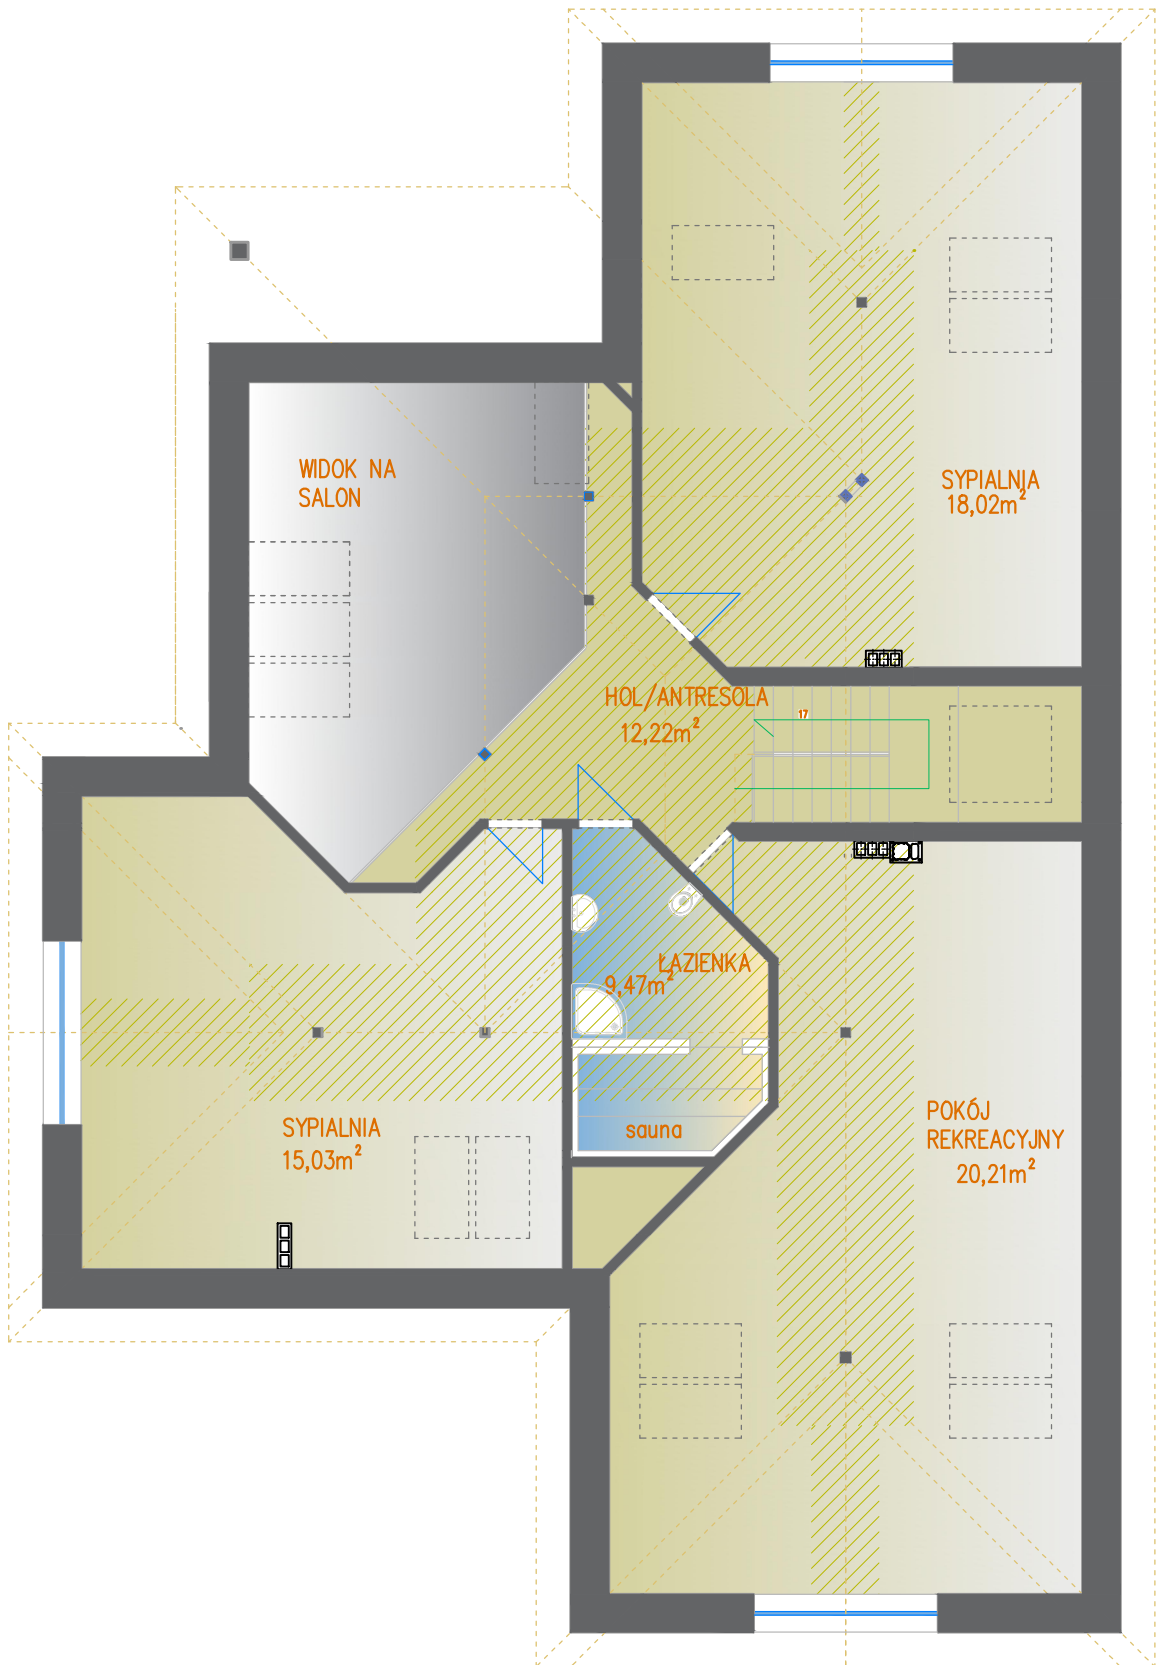 WIDOK NA
SALON
SYPIALNIA
18,02m²
HOL/ANTRESOLA
12,22m²
17
ŁAZIENKA
9,47m²
sauna
SYPIALNIA
15,03m²
POKÓJ
REKREACYJNY
20,21m²